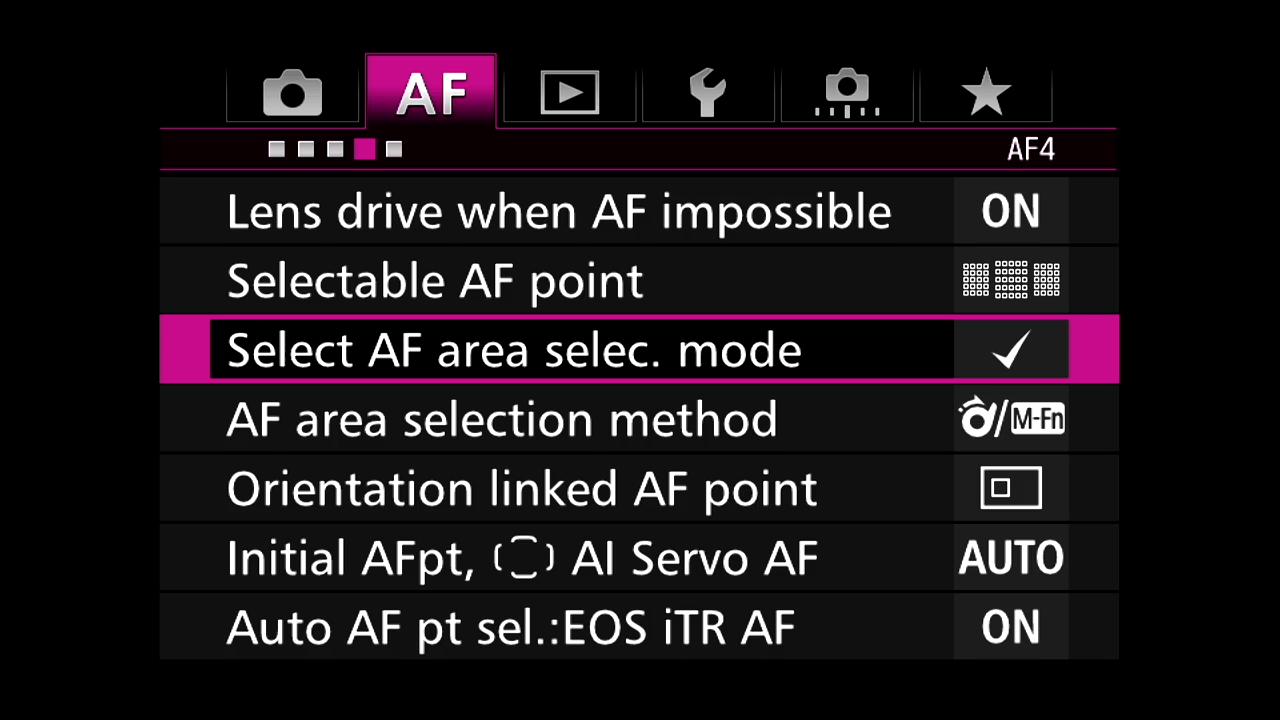 AF
AF4
Lens drive when AF impossible ON
Selectable AF point
Select AF area selec. mode
AF area selection method /M-Fn
Orientation linked AF point
Initial AFpt, AI Servo AF AUTO
Auto AF pt sel.:EOS iTR AF ON